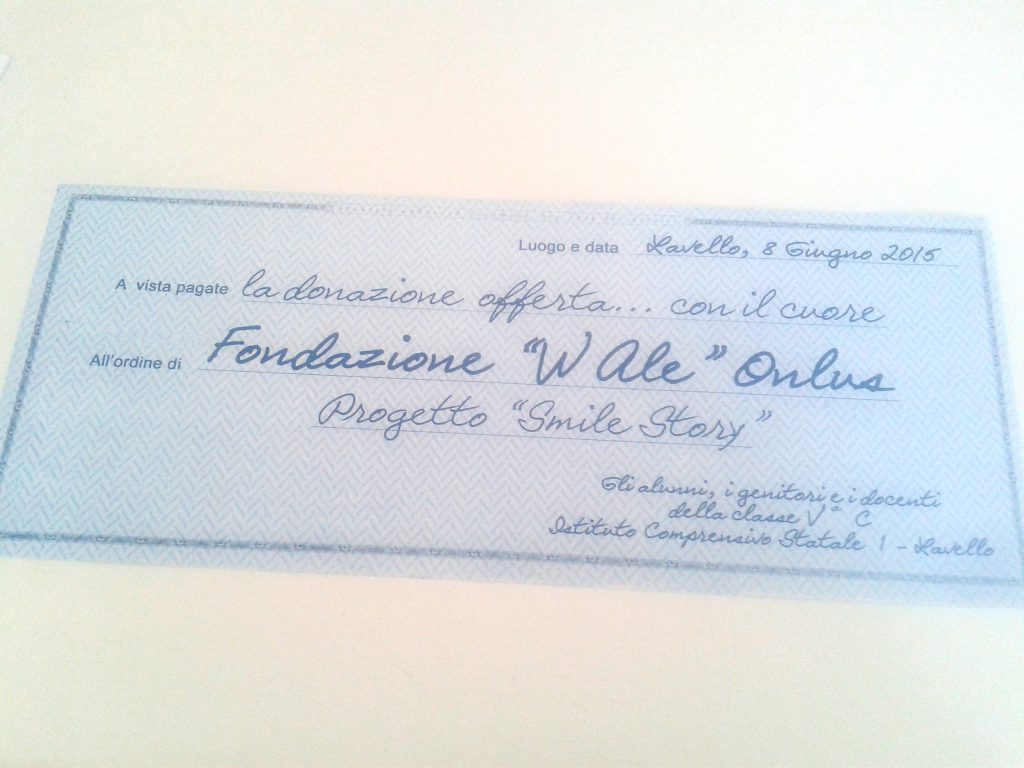 Luogo e data Lavello, 8 Giugno 2015
A vista pagate la donazione offerta... con il cuore
All'ordine di Fondazione "W Ale" Onlus
Progetto "Smile Story"
Gli alunni, i genitori e i docenti
della classe Vª C
Istituto Comprensivo Statale 1 - Lavello